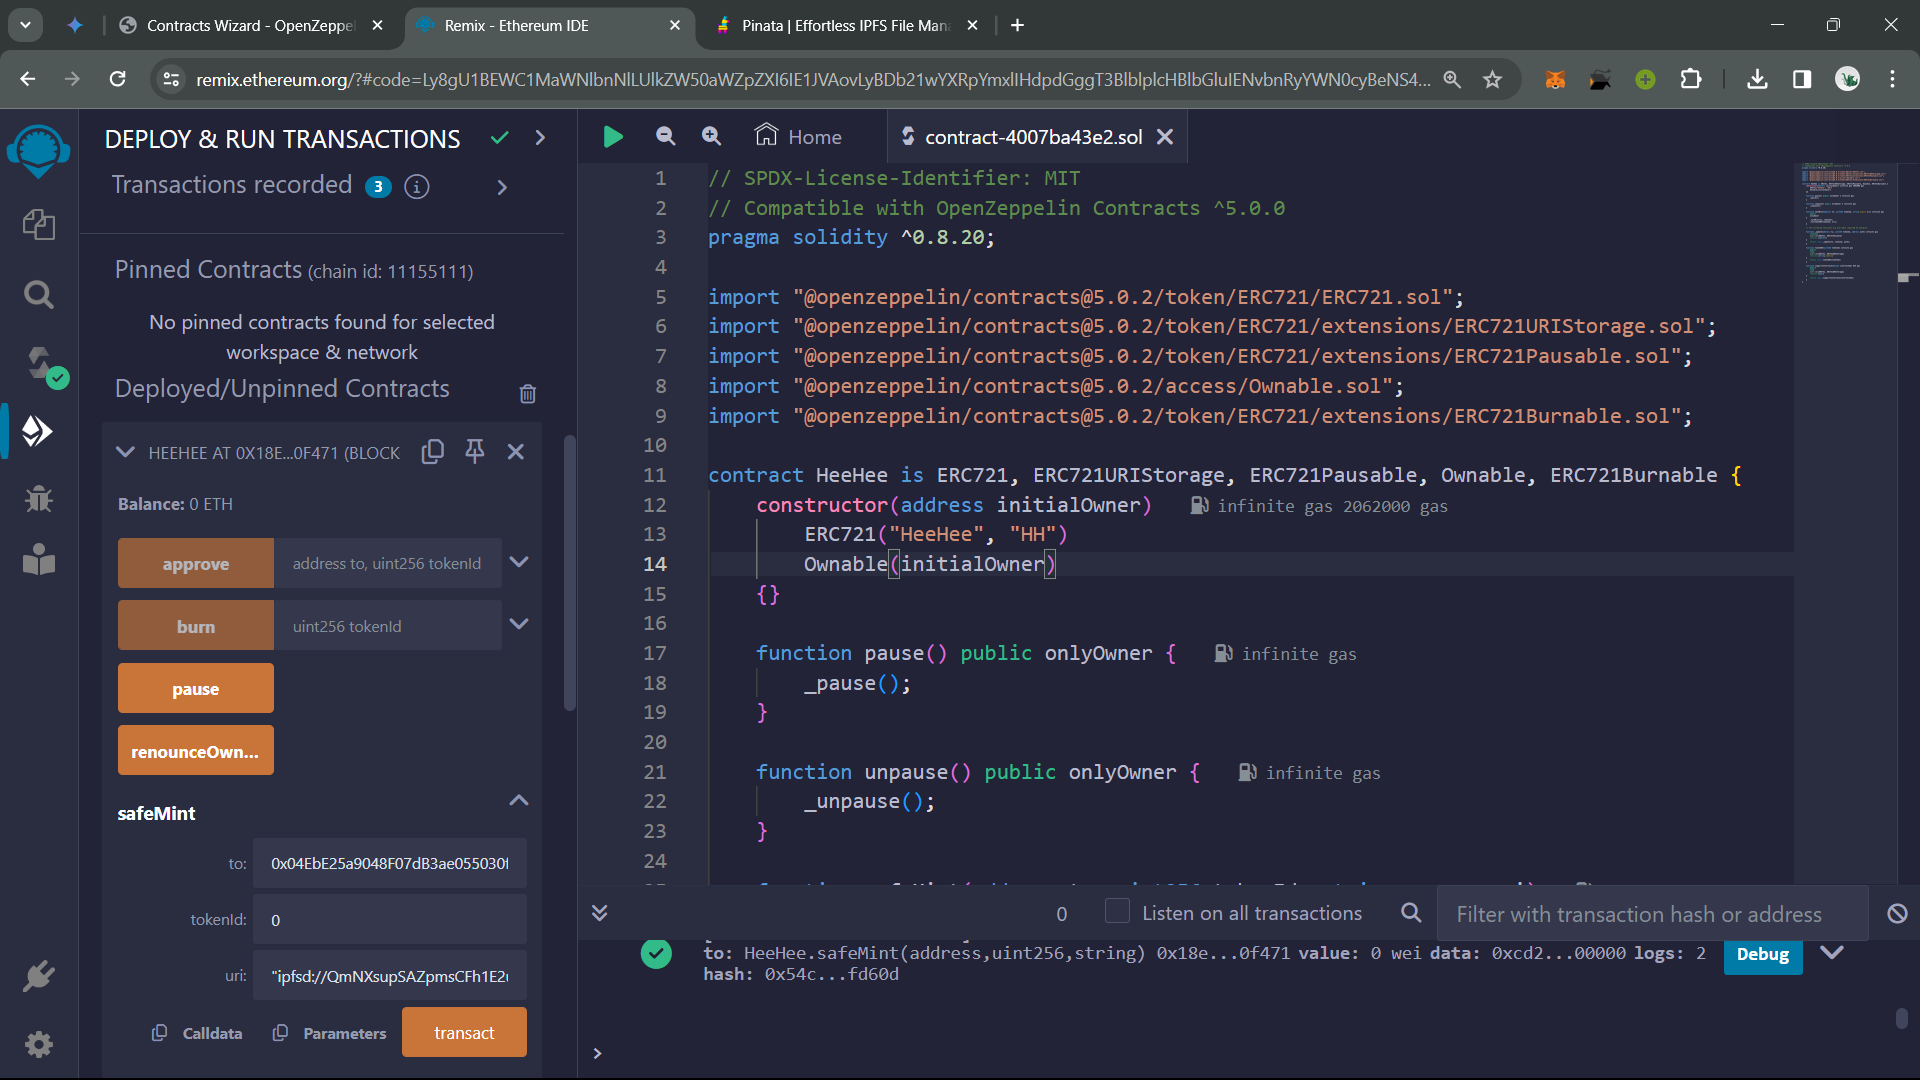 Contracts Wizard - OpenZeppe
Remix - Ethereum IDE
Pinata | Effortless IPFS File Man
remix.ethereum.org/?#code=Ly8gU1BEWC1MaWNlbnNlLUlkZW50aWZpZXI6IE1JVAovLyBDb21wYXRpYmxlIHdpdGggT3BlblplcHBlbGluIENvbnRyYWN0cyBeNS4...
DEPLOY & RUN TRANSACTIONS
Transactions recorded 3 i
Pinned Contracts (chain id: 11155111)
No pinned contracts found for selected
workspace & network
Deployed/Unpinned Contracts
HEEHEE AT 0X18E...0F471 (BLOCK
Balance: 0 ETH
approve address to, uint256 tokenId
burn uint256 tokenId
pause
renounceOwn...
safeMint
to: 0x04EbE25a9048F07dB3ae055030f
tokenId: 0
uri: "ipfsd://QmNXsupSAZpmsCFh1E2u
Calldata Parameters transact
Home contract-4007ba43e2.sol
1 // SPDX-License-Identifier: MIT
2 // Compatible with OpenZeppelin Contracts ^5.0.0
3 pragma solidity ^0.8.20;
4
5 import "@openzeppelin/contracts@5.0.2/token/ERC721/ERC721.sol";
6 import "@openzeppelin/contracts@5.0.2/token/ERC721/extensions/ERC721URIStorage.sol";
7 import "@openzeppelin/contracts@5.0.2/token/ERC721/extensions/ERC721Pausable.sol";
8 import "@openzeppelin/contracts@5.0.2/access/Ownable.sol";
9 import "@openzeppelin/contracts@5.0.2/token/ERC721/extensions/ERC721Burnable.sol";
10
11 contract HeeHee is ERC721, ERC721URIStorage, ERC721Pausable, Ownable, ERC721Burnable {
12 constructor(address initialOwner) infinite gas 2062000 gas
13 ERC721("HeeHee", "HH")
14 Ownable(initialOwner)
15 {}
16
17 function pause() public onlyOwner { infinite gas
18 _pause();
19 }
20
21 function unpause() public onlyOwner { infinite gas
22 _unpause();
23 }
24
0 Listen on all transactions Filter with transaction hash or address
to: HeeHee.safeMint(address,uint256,string) 0x18e...0f471 value: 0 wei data: 0xcd2...00000 logs: 2 Debug
hash: 0x54c...fd60d
>